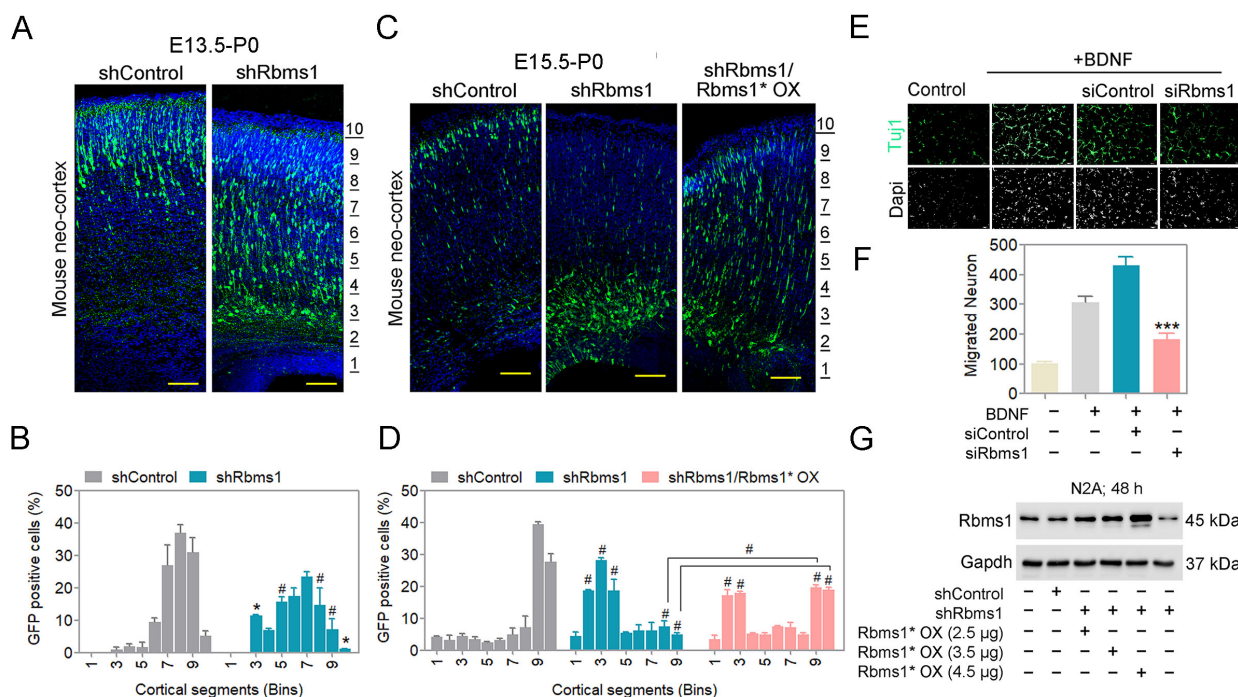 A
E13.5-P0
shControl shRbms1
Mouse neo-cortex
10
9
8
7
6
5
4
3
2
1
C
E15.5-P0
shControl shRbms1 shRbms1/
Rbms1* OX
Mouse neo-cortex
10
9
8
7
6
5
4
3
2
1
E
+BDNF
Control siControl siRbms1
Tuj1
Dapi
F
Migrated Neuron
500
400
300
200
100
0
***
BDNF − + + +
siControl − − + −
siRbms1 − − − +
B
shControl shRbms1
GFP positive cells (%)
50
40
30
20
10
0
* # # # *
1 3 5 7 9 1 3 5 7 9
Cortical segments (Bins)
D
shControl shRbms1 shRbms1/Rbms1* OX
GFP positive cells (%)
50
40
30
20
10
0
# # # # # # # # # #
1 3 5 7 9 1 3 5 7 9 1 3 5 7 9
Cortical segments (Bins)
G
N2A; 48 h
Rbms1 45 kDa
Gapdh 37 kDa
shControl − + − − − −
shRbms1 − − + + + +
Rbms1* OX (2.5 µg) − − + − − −
Rbms1* OX (3.5 µg) − − − + − −
Rbms1* OX (4.5 µg) − − − − + −